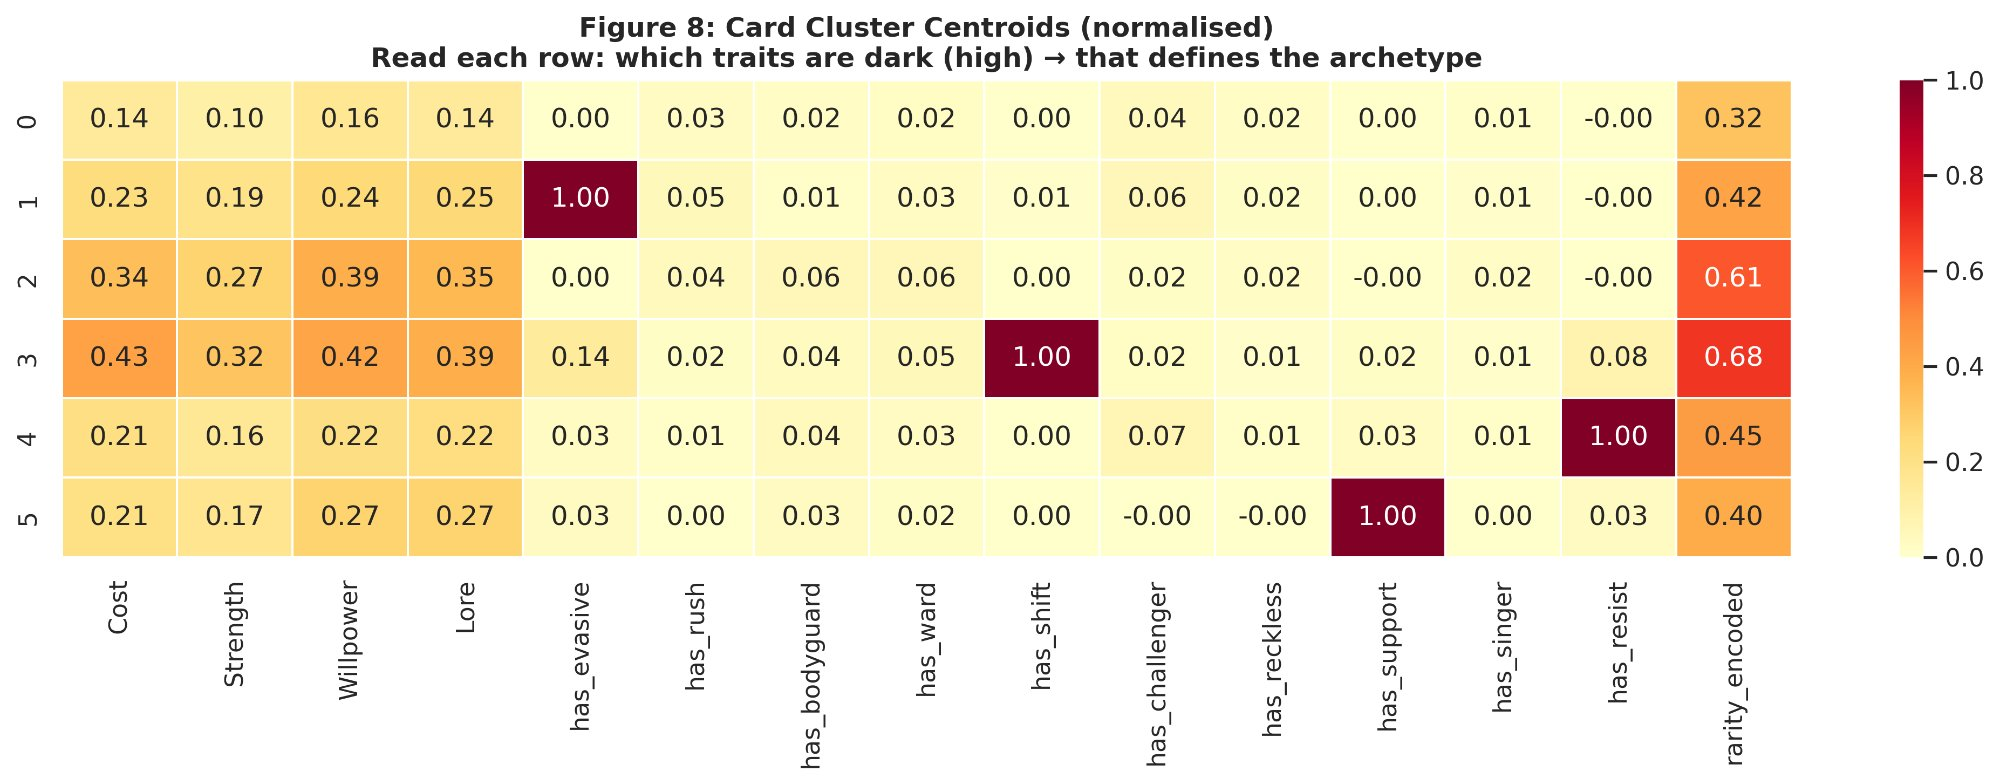 Figure 8: Card Cluster Centroids (normalised)
Read each row: which traits are dark (high) → that defines the archetype
0 0.14 0.10 0.16 0.14 0.00 0.03 0.02 0.02 0.00 0.04 0.02 0.00 0.01 -0.00 0.32
1 0.23 0.19 0.24 0.25 1.00 0.05 0.01 0.03 0.01 0.06 0.02 0.00 0.01 -0.00 0.42
2 0.34 0.27 0.39 0.35 0.00 0.04 0.06 0.06 0.00 0.02 0.02 -0.00 0.02 -0.00 0.61
3 0.43 0.32 0.42 0.39 0.14 0.02 0.04 0.05 1.00 0.02 0.01 0.02 0.01 0.08 0.68
4 0.21 0.16 0.22 0.22 0.03 0.01 0.04 0.03 0.00 0.07 0.01 0.03 0.01 1.00 0.45
5 0.21 0.17 0.27 0.27 0.03 0.00 0.03 0.02 0.00 -0.00 -0.00 1.00 0.00 0.03 0.40
Cost
Strength
Willpower
Lore
has_evasive
has_rush
has_bodyguard
has_ward
has_shift
has_challenger
has_reckless
has_support
has_singer
has_resist
rarity_encoded
1.0
0.8
0.6
0.4
0.2
0.0